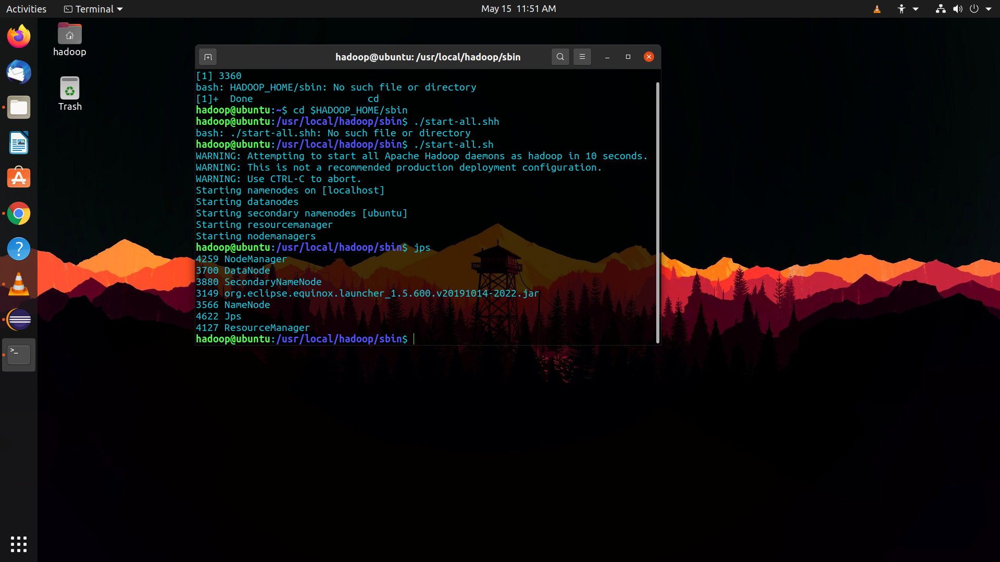 Activities
Terminal
May 15 11:51 AM
hadoop
Trash
hadoop@ubuntu: /usr/local/hadoop/sbin
[1] 3360
bash: HADOOP_HOME/sbin: No such file or directory
[1]+  Done                    cd
hadoop@ubuntu:~$ cd $HADOOP_HOME/sbin
hadoop@ubuntu:/usr/local/hadoop/sbin$ ./start-all.shh
bash: ./start-all.shh: No such file or directory
hadoop@ubuntu:/usr/local/hadoop/sbin$ ./start-all.sh
WARNING: Attempting to start all Apache Hadoop daemons as hadoop in 10 seconds.
WARNING: This is not a recommended production deployment configuration.
WARNING: Use CTRL-C to abort.
Starting namenodes on [localhost]
Starting datanodes
Starting secondary namenodes [ubuntu]
Starting resourcemanager
Starting nodemanagers
hadoop@ubuntu:/usr/local/hadoop/sbin$ jps
4259 NodeManager
3700 DataNode
3880 SecondaryNameNode
3149 org.eclipse.equinox.launcher_1.5.600.v20191014-2022.jar
3566 NameNode
4622 Jps
4127 ResourceManager
hadoop@ubuntu:/usr/local/hadoop/sbin$